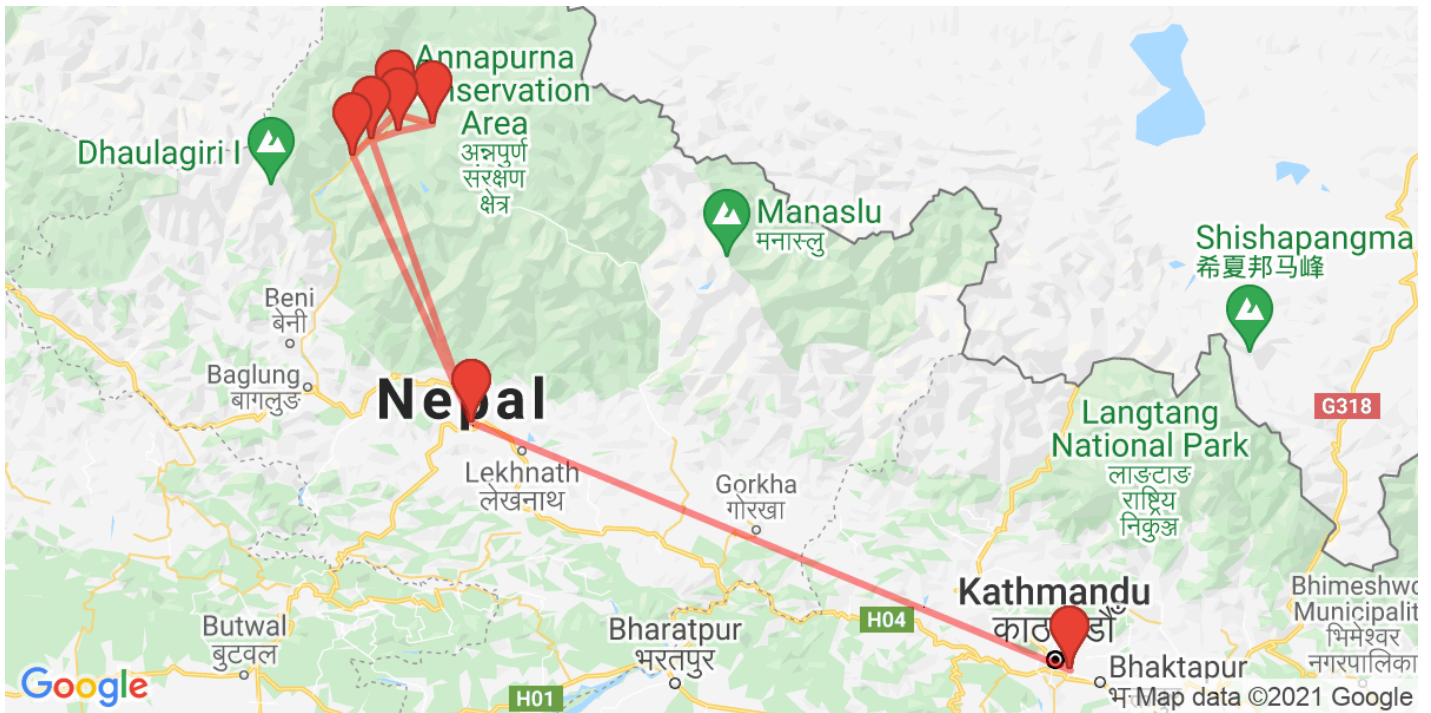 Annapurna
Conservation
Area
अन्नपुर्ण
संरक्षण
क्षेत्र
Dhaulagiri I
Manaslu
मनास्लु
Shishapangma
希夏邦马峰
Beni
बेनी
Baglung
बागलुङ
Nepal
G318
Langtang
National Park
लाङटाङ
राष्ट्रिय
निकुञ्ज
Lekhnath
लेखनाथ
Gorkha
गोरखा
Kathmandu
H04
Butwal
बुटवल
Bharatpur
भरतपुर
Municipalit
भिमेश्वर
नगरपालिका
Bhaktapur
Google
H01
Map data ©2021 Google